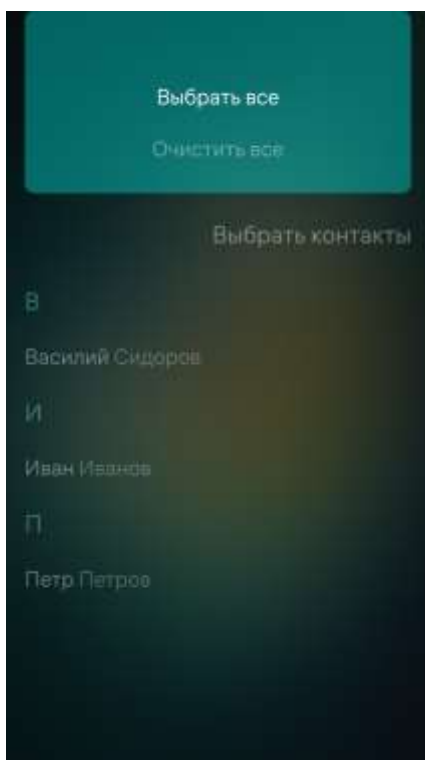 Выбрать все
Очистить все
Выбрать контакты
В
Василий Сидоров
И
Иван Иванов
П
Петр Петров